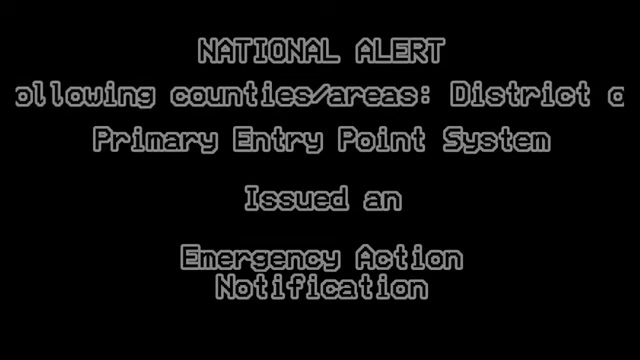 NATIONAL ALERT
ollowing counties/areas: District o
Primary Entry Point System
Issued an
Emergency Action
Notification